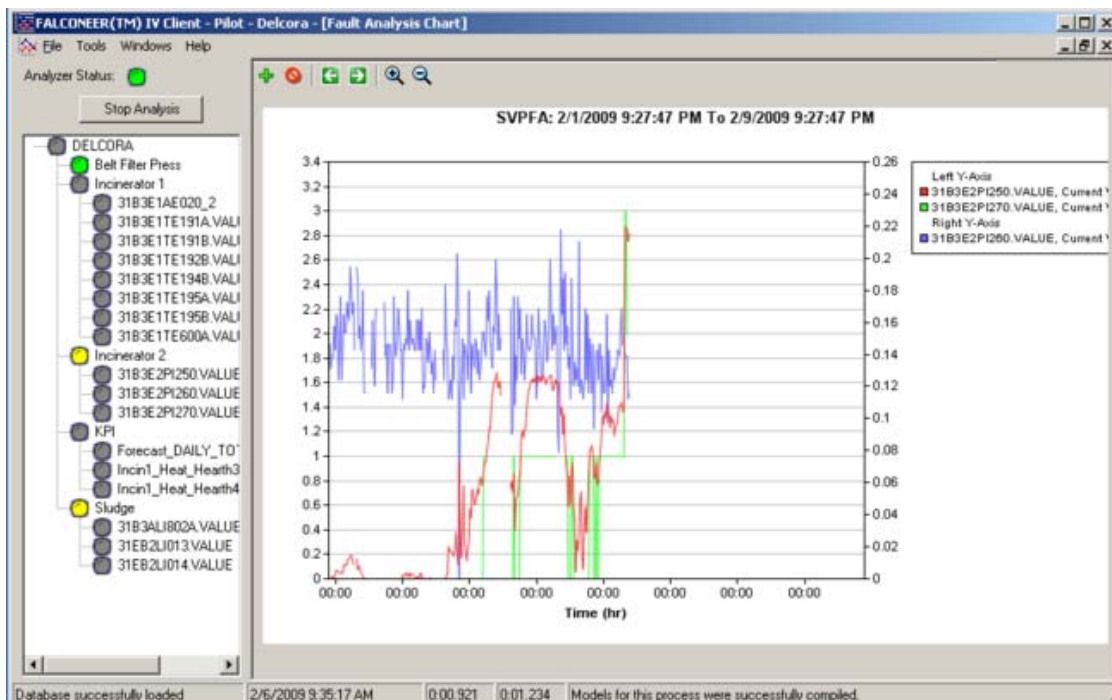 FALCONEER(TM) IV Client - Pilot - Delcora - [Fault Analysis Chart]
File Tools Windows Help
Analyzer Status:
Stop Analysis
DELCORA
Belt Filter Press
Incinerator 1
31B3E1AE020_2
31B3E1TE191A.VALU
31B3E1TE191B.VALU
31B3E1TE192B.VALU
31B3E1TE194B.VALU
31B3E1TE195A.VALU
31B3E1TE195B.VALU
31B3E1TE600A.VALU
Incinerator 2
31B3E2PI250.VALUE
31B3E2PI260.VALUE
31B3E2PI270.VALUE
KPI
Forecast_DAILY_TO
Incin1_Heat_Hearth3
Incin1_Heat_Hearth4
Sludge
31B3ALI802A.VALUE
31EB2LI013.VALUE
31EB2LI014.VALUE
SVPFA: 2/1/2009 9:27:47 PM To 2/9/2009 9:27:47 PM
3.4
3.2
3
2.8
2.6
2.4
2.2
2
1.8
1.6
1.4
1.2
1
0.8
0.6
0.4
0.2
0
0.26
0.24
0.22
0.2
0.18
0.16
0.14
0.12
0.1
0.08
0.06
0.04
0.02
0
00:00 00:00 00:00 00:00 00:00 00:00 00:00 00:00
Time (hr)
Left Y-Axis
31B3E2PI250.VALUE, Current
31B3E2PI270.VALUE, Current
Right Y-Axis
31B3E2PI260.VALUE, Current
Database successfully loaded 2/6/2009 9:35:17 AM 0:00.921 0:01.234 Models for this process were successfully compiled.